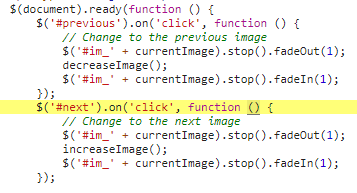 $(document).ready(function () {
    $('#previous').on('click', function () {
        // Change to the previous image
        $('#im_' + currentImage).stop().fadeOut(1);
        decreaseImage();
        $('#im_' + currentImage).stop().fadeIn(1);
    });
    $('#next').on('click', function () {
        // Change to the next image
        $('#im_' + currentImage).stop().fadeOut(1);
        increaseImage();
        $('#im_' + currentImage).stop().fadeIn(1);
    });